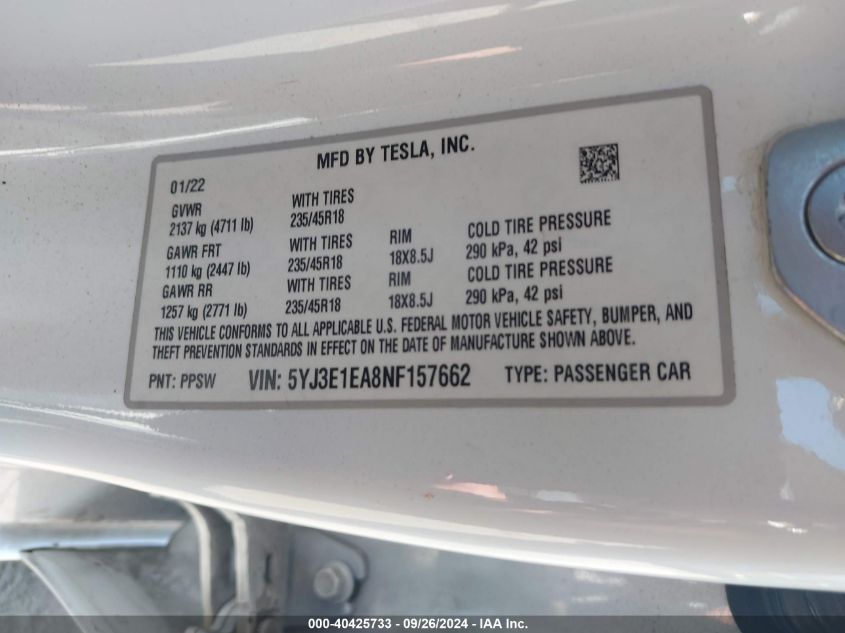 MFD BY TESLA, INC.
01/22
GVWR WITH TIRES
2137 kg (4711 lb) 235/45R18
GAWR FRT WITH TIRES RIM COLD TIRE PRESSURE
1110 kg (2447 lb) 235/45R18 18X8.5J 290 kPa, 42 psi
GAWR RR WITH TIRES RIM COLD TIRE PRESSURE
1257 kg (2771 lb) 235/45R18 18X8.5J 290 kPa, 42 psi
THIS VEHICLE CONFORMS TO ALL APPLICABLE U.S. FEDERAL MOTOR VEHICLE SAFETY, BUMPER, AND
THEFT PREVENTION STANDARDS IN EFFECT ON THE DATE OF MANUFACTURE SHOWN ABOVE.
PNT: PPSW VIN: 5YJ3E1EA8NF157662 TYPE: PASSENGER CAR
000-40425733 - 09/26/2024 - IAA Inc.